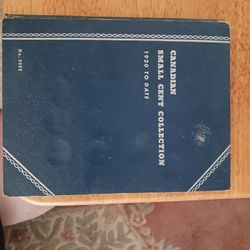 CANADIAN
SMALL CENT COLLECTION
1920 TO DATE